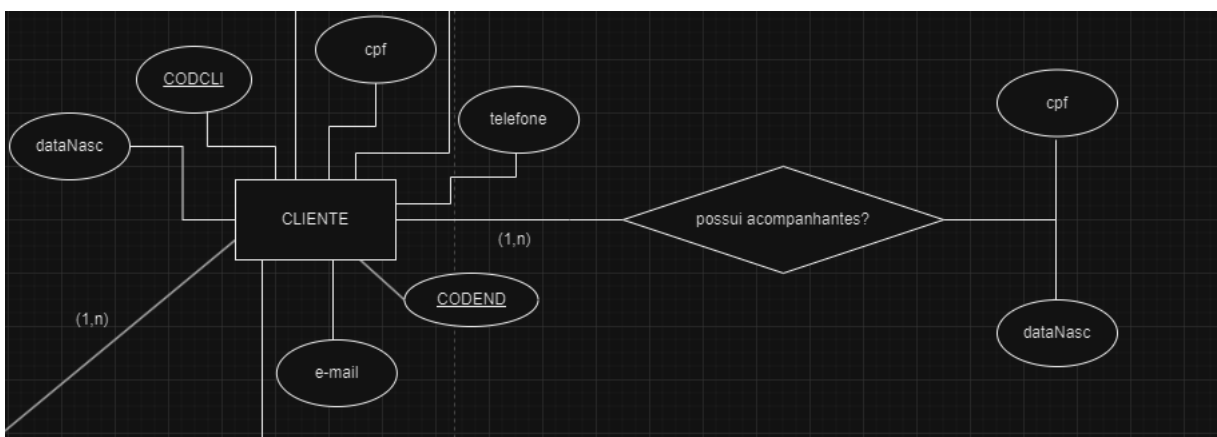 cpf
CODCLI
cpf
telefone
dataNasc
CLIENTE
possui acompanhantes?
(1,n)
CODEND
(1,n)
dataNasc
e-mail